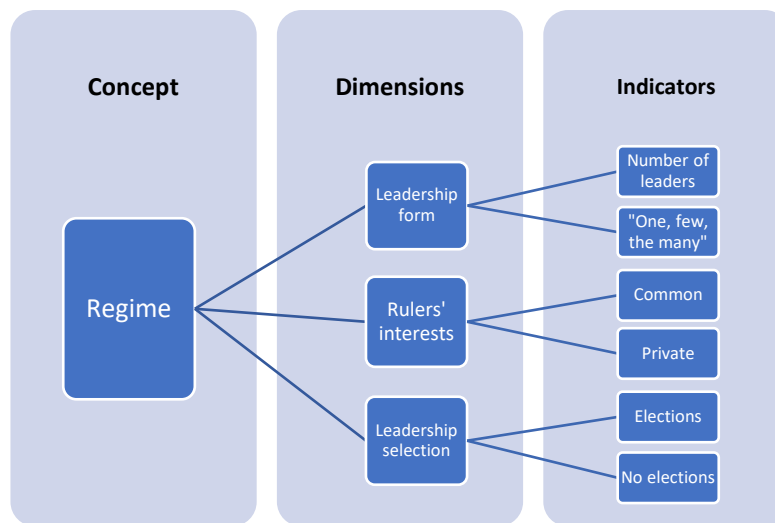 Concept
Dimensions
Indicators
Regime
Leadership
form
Rulers'
interests
Leadership
selection
Number of
leaders
"One, few,
the many"
Common
Private
Elections
No elections